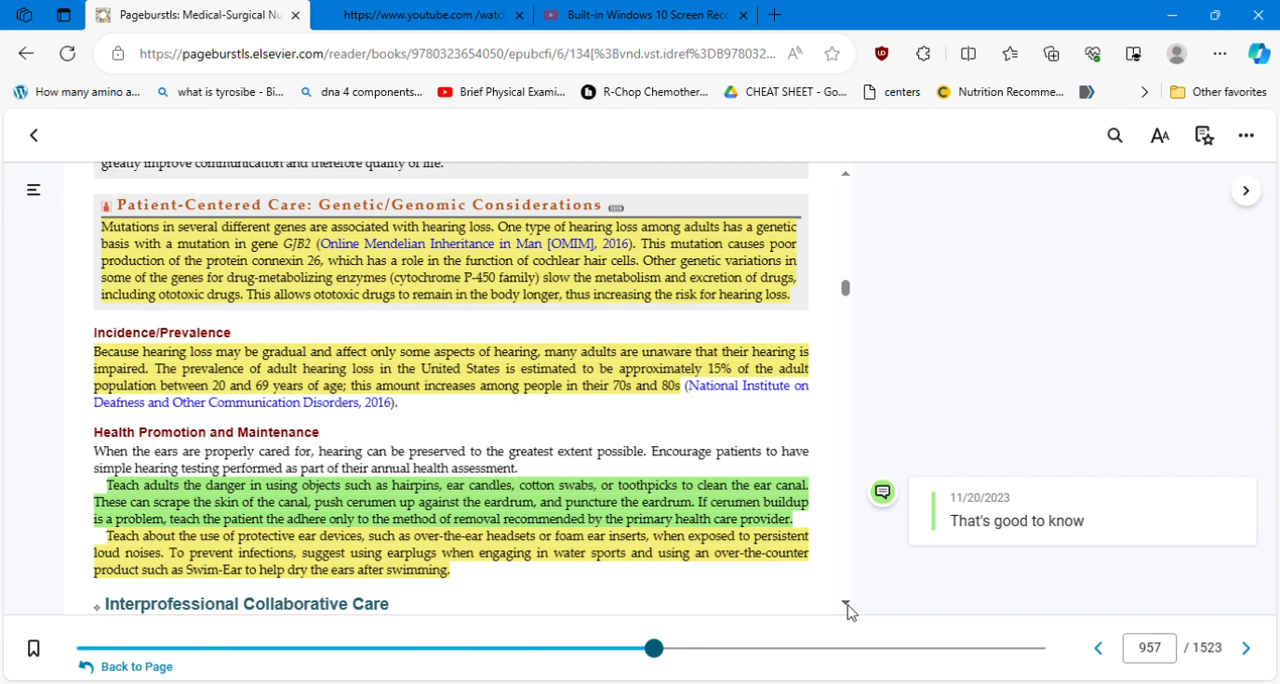 Pageburstls: Medical-Surgical Nu
https://www.youtube.com/watc
Built-in Windows 10 Screen Rec
https://pageburstls.elsevier.com/reader/books/9780323654050/epubcfi/6/134[%3Bvnd.vst.idref%3DB978032...
How many amino a...
what is tyrosibe - Bi...
dna 4 components...
Brief Physical Exami...
R-Chop Chemother...
CHEAT SHEET - Go...
centers
Nutrition Recomme...
Other favorites
greatly improve communication and therefore quality of life.
Patient-Centered Care: Genetic/Genomic Considerations
Mutations in several different genes are associated with hearing loss. One type of hearing loss among adults has a genetic
basis with a mutation in gene GJB2 (Online Mendelian Inheritance in Man [OMIM], 2016). This mutation causes poor
production of the protein connexin 26, which has a role in the function of cochlear hair cells. Other genetic variations in
some of the genes for drug-metabolizing enzymes (cytochrome P-450 family) slow the metabolism and excretion of drugs,
including ototoxic drugs. This allows ototoxic drugs to remain in the body longer, thus increasing the risk for hearing loss.
Incidence/Prevalence
Because hearing loss may be gradual and affect only some aspects of hearing, many adults are unaware that their hearing is
impaired. The prevalence of adult hearing loss in the United States is estimated to be approximately 15% of the adult
population between 20 and 69 years of age; this amount increases among people in their 70s and 80s (National Institute on
Deafness and Other Communication Disorders, 2016).
Health Promotion and Maintenance
When the ears are properly cared for, hearing can be preserved to the greatest extent possible. Encourage patients to have
simple hearing testing performed as part of their annual health assessment.
Teach adults the danger in using objects such as hairpins, ear candles, cotton swabs, or toothpicks to clean the ear canal.
These can scrape the skin of the canal, push cerumen up against the eardrum, and puncture the eardrum. If cerumen buildup
is a problem, teach the patient the adhere only to the method of removal recommended by the primary health care provider.
Teach about the use of protective ear devices, such as over-the-ear headsets or foam ear inserts, when exposed to persistent
loud noises. To prevent infections, suggest using earplugs when engaging in water sports and using an over-the-counter
product such as Swim-Ear to help dry the ears after swimming.
11/20/2023
That's good to know
Interprofessional Collaborative Care
957 / 1523
Back to Page